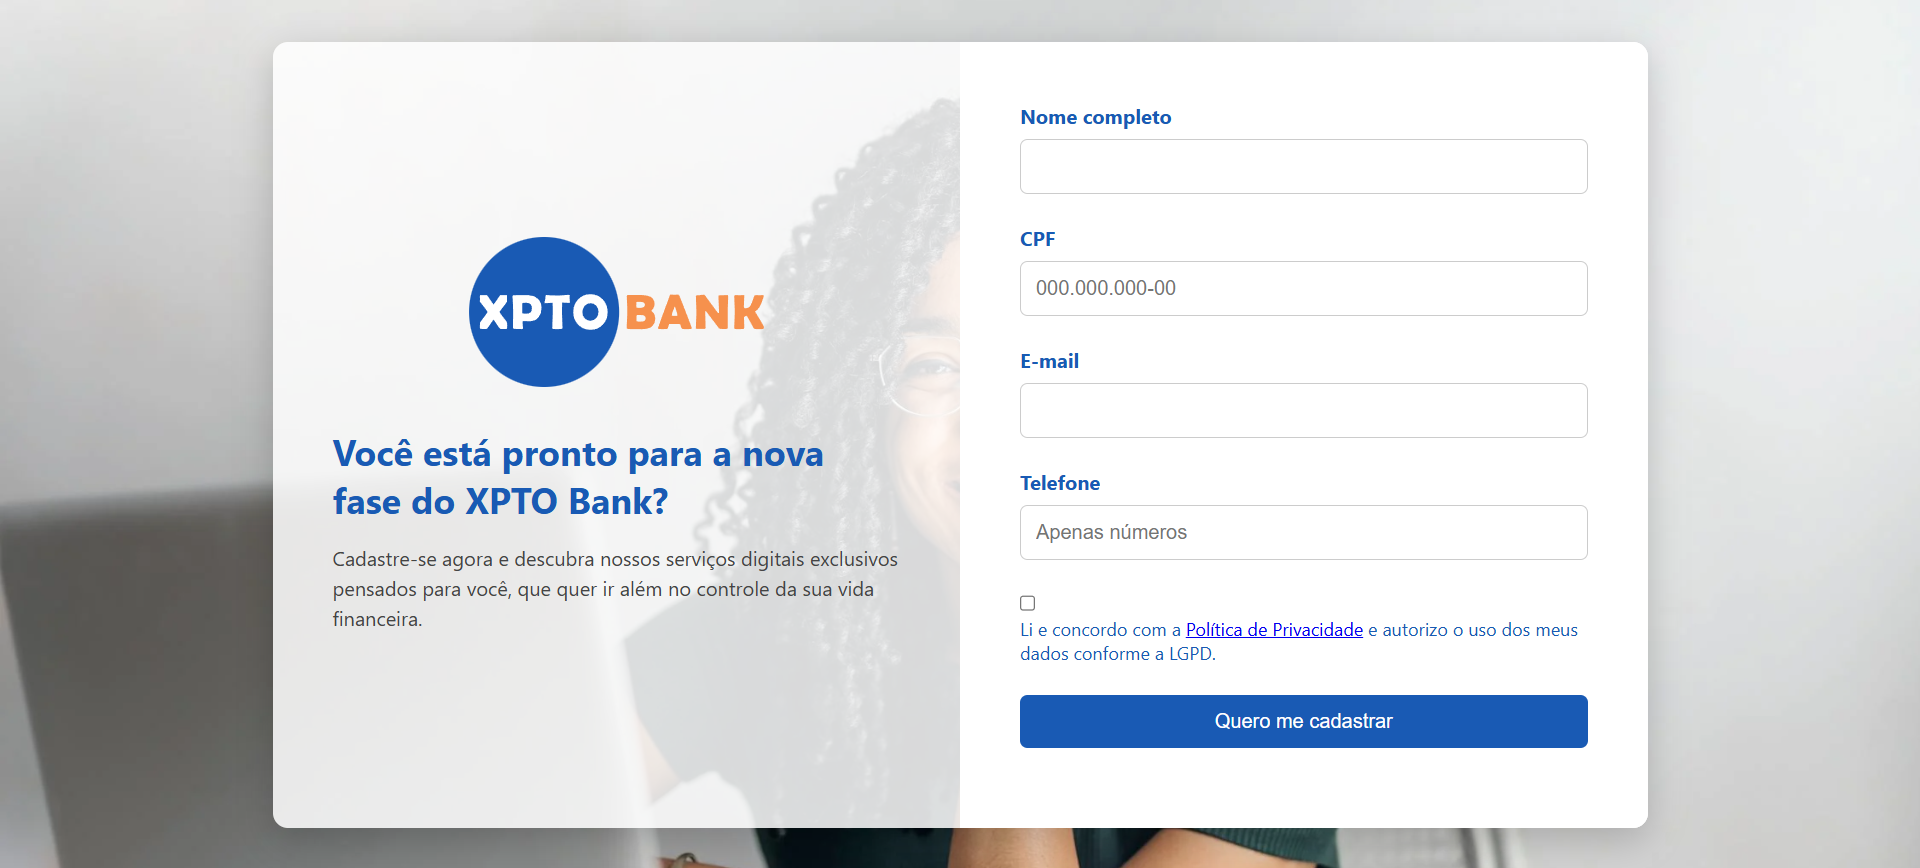 XPTO BANK
Você está pronto para a nova
fase do XPTO Bank?
Cadastre-se agora e descubra nossos serviços digitais exclusivos
pensados para você, que quer ir além no controle da sua vida
financeira.
Nome completo
CPF
000.000.000-00
E-mail
Telefone
Apenas números
Li e concordo com a Política de Privacidade e autorizo o uso dos meus
dados conforme a LGPD.
Quero me cadastrar